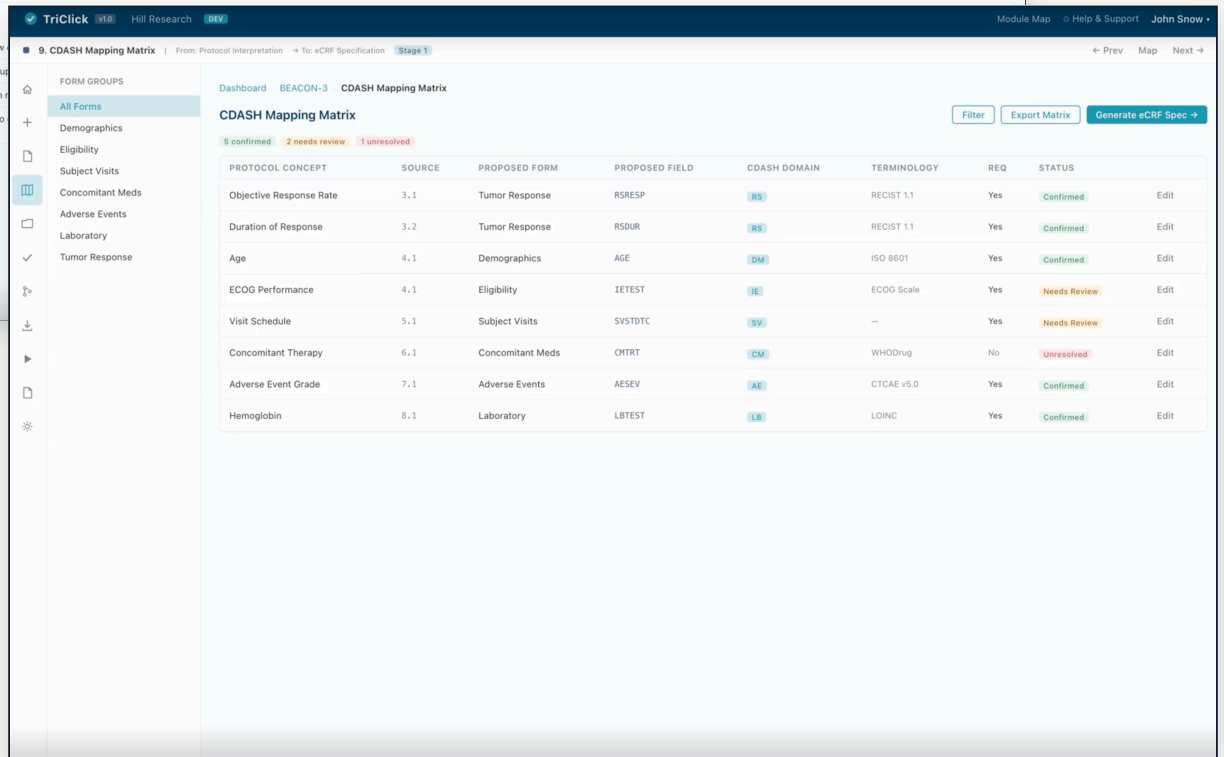 TriClick v1.0 Hill Research DEV Module Map Help & Support John Snow
9. CDASH Mapping Matrix | From: Protocol Interpretation → To: eCRF Specification Stage 1 ← Prev Map Next →
FORM GROUPS
All Forms
Demographics
Eligibility
Subject Visits
Concomitant Meds
Adverse Events
Laboratory
Tumor Response
Dashboard BEACON-3 CDASH Mapping Matrix
CDASH Mapping Matrix Filter Export Matrix Generate eCRF Spec →
5 confirmed 2 needs review 1 unresolved
PROTOCOL CONCEPT SOURCE PROPOSED FORM PROPOSED FIELD CDASH DOMAIN TERMINOLOGY REQ STATUS
Objective Response Rate 3.1 Tumor Response RSRESP RS RECIST 1.1 Yes Confirmed Edit
Duration of Response 3.2 Tumor Response RSDUR RS RECIST 1.1 Yes Confirmed Edit
Age 4.1 Demographics AGE DM ISO 8601 Yes Confirmed Edit
ECOG Performance 4.1 Eligibility IETEST IE ECOG Scale Yes Needs Review Edit
Visit Schedule 5.1 Subject Visits SVSTDTC SV — Yes Needs Review Edit
Concomitant Therapy 6.1 Concomitant Meds CMTRT CM WHODrug No Unresolved Edit
Adverse Event Grade 7.1 Adverse Events AESEV AE CTCAE v5.0 Yes Confirmed Edit
Hemoglobin 8.1 Laboratory LBTEST LB LOINC Yes Confirmed Edit